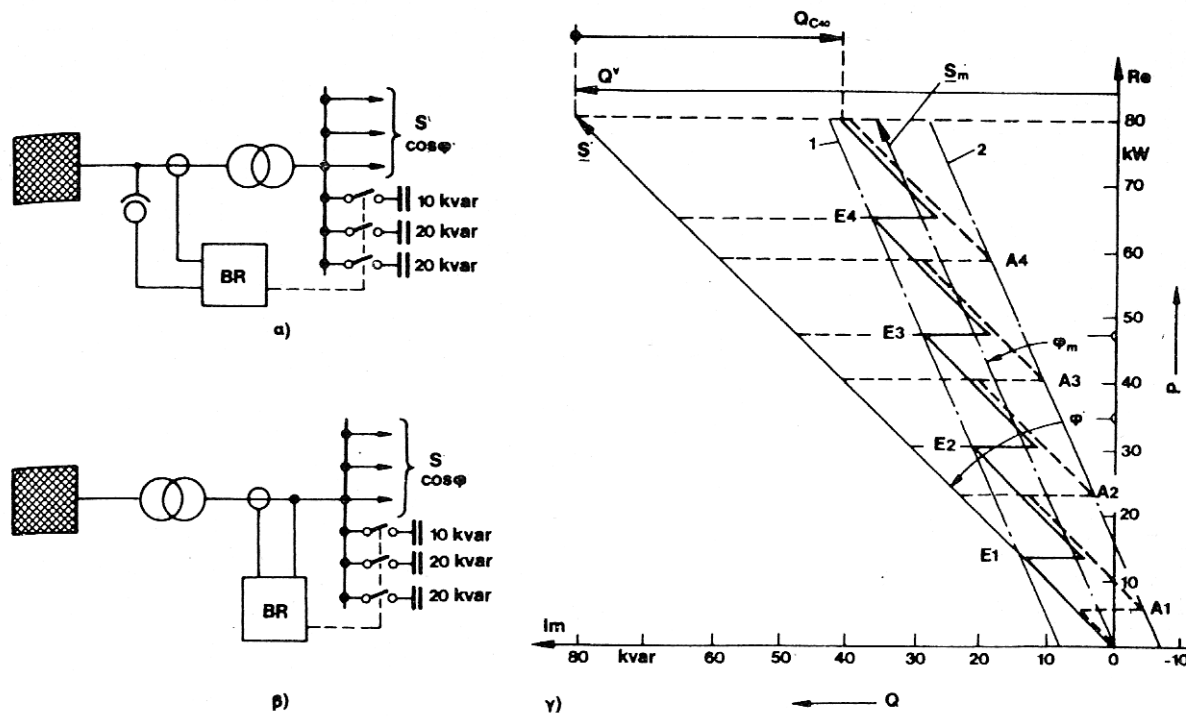 S'
cosφ'
10 kvar
20 kvar
20 kvar
BR
α)
S
cosφ
10 kvar
20 kvar
20 kvar
BR
β)
Q_C40
Q^v
S_m
Re
S
1
2
80
kW
70
E4
60
A4
50
E3
φ_m
40
A3
P
φ
E2
30
A2
20
E1
10
A1
Im
80 kvar 60 50 40 30 20 10 0 -10
γ)
Q